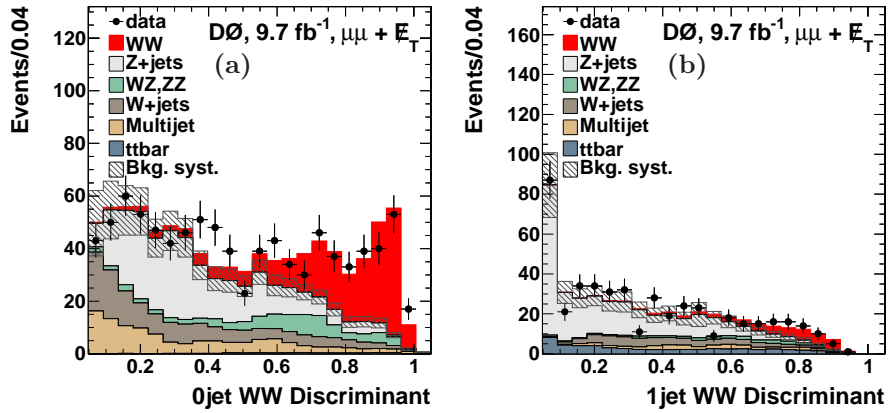 Events/0.04
120
100
80
60
40
20
0
data
WW
Z+jets
WZ,ZZ
W+jets
Multijet
ttbar
Bkg. syst.
DØ, 9.7 fb⁻¹, μμ + E̸_T
(a)
0.2 0.4 0.6 0.8 1
0jet WW Discriminant
Events/0.04
160
140
120
100
80
60
40
20
0
data
WW
Z+jets
WZ,ZZ
W+jets
Multijet
ttbar
Bkg. syst.
DØ, 9.7 fb⁻¹, μμ + E̸_T
(b)
0.2 0.4 0.6 0.8 1
1jet WW Discriminant